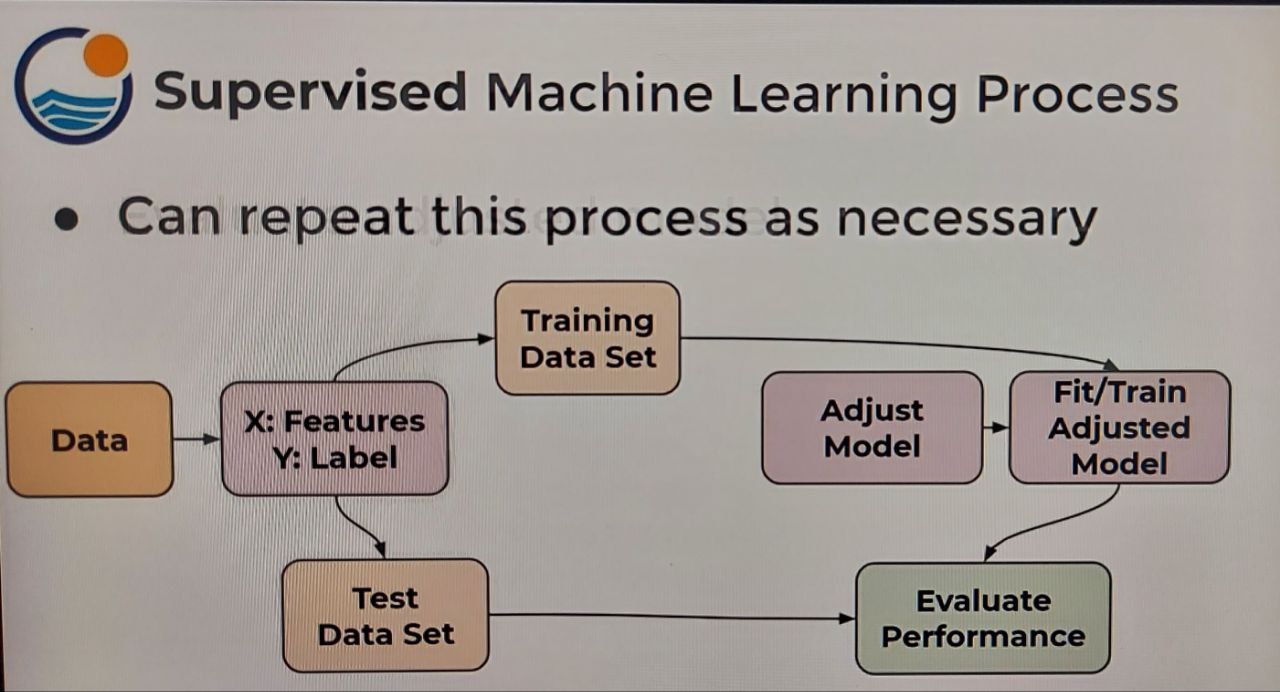 Supervised Machine Learning Process
• Can repeat this process as necessary
Training
Data Set
Data
X: Features
Y: Label
Adjust
Model
Fit/Train
Adjusted
Model
Test
Data Set
Evaluate
Performance